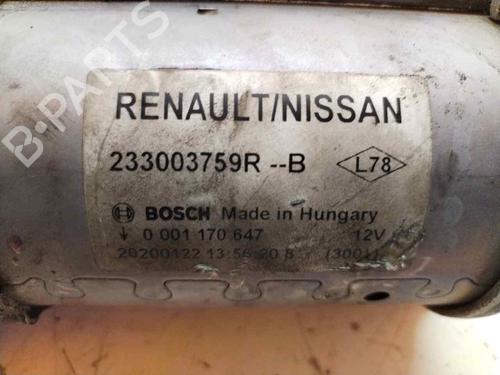 B-PARTS
RENAULT/NISSAN
233003759R --B
L78
BOSCH Made in Hungary
0 001 170 647 12V
20200122 13:56:20 8 (3001)